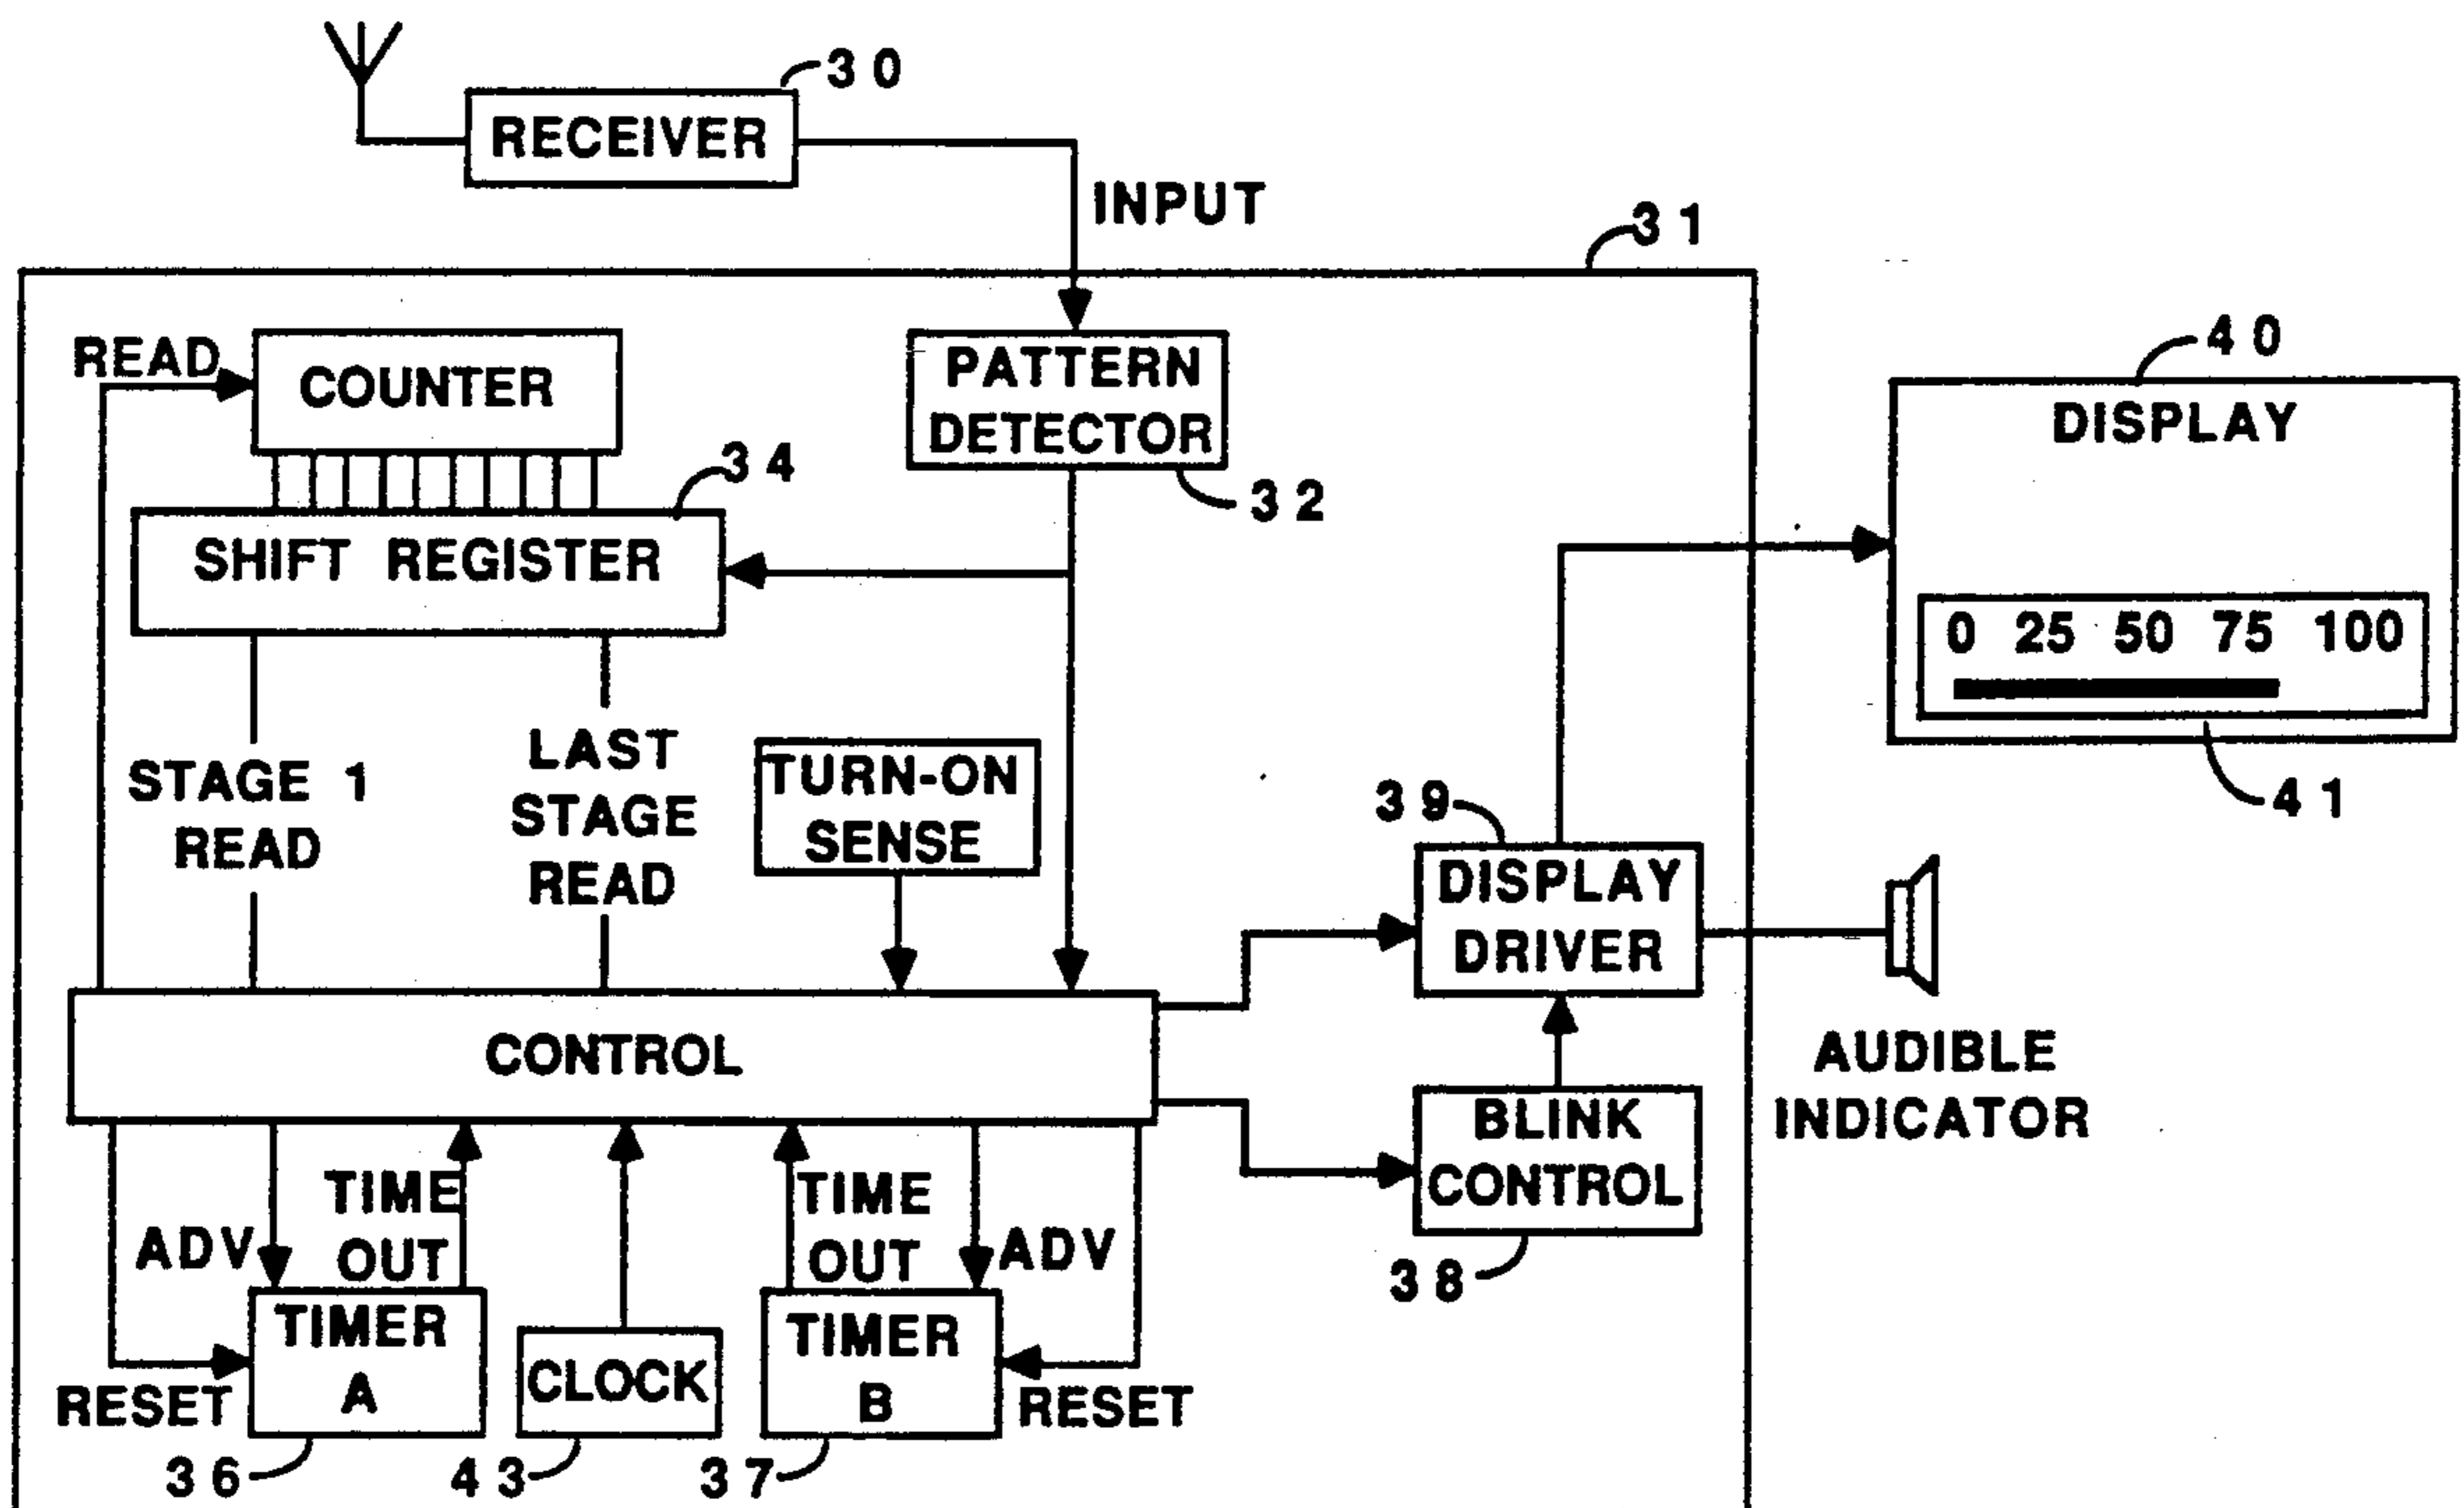 30
RECEIVER
INPUT
31
READ
COUNTER
PATTERN
DETECTOR
32
34
SHIFT REGISTER
40
DISPLAY
0 25 50 75 100
41
STAGE 1
READ
LAST
STAGE
READ
TURN-ON
SENSE
39
DISPLAY
DRIVER
AUDIBLE
INDICATOR
CONTROL
BLINK
CONTROL
38
ADV
TIME
OUT
TIME
OUT
ADV
RESET
TIMER
A
CLOCK
TIMER
B
RESET
36
43
37